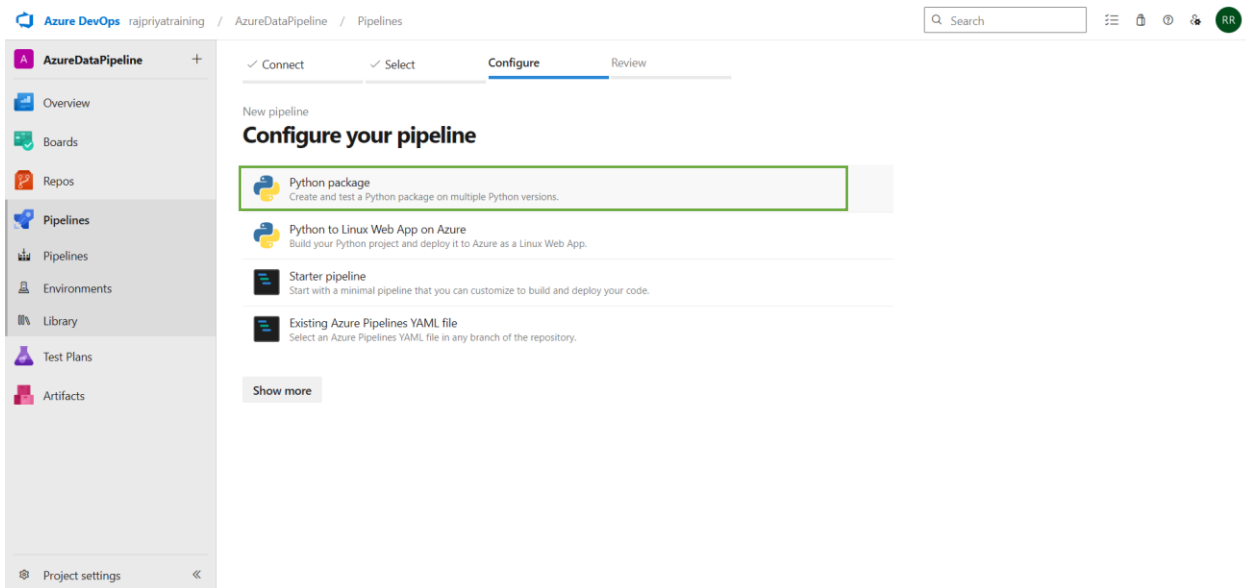 Azure DevOps rajpriyatraining / AzureDataPipeline / Pipelines
Search
RR
A AzureDataPipeline +
Overview
Boards
Repos
Pipelines
Pipelines
Environments
Library
Test Plans
Artifacts
Project settings
Connect Select Configure Review
New pipeline
Configure your pipeline
Python package
Create and test a Python package on multiple Python versions.
Python to Linux Web App on Azure
Build your Python project and deploy it to Azure as a Linux Web App.
Starter pipeline
Start with a minimal pipeline that you can customize to build and deploy your code.
Existing Azure Pipelines YAML file
Select an Azure Pipelines YAML file in any branch of the repository.
Show more